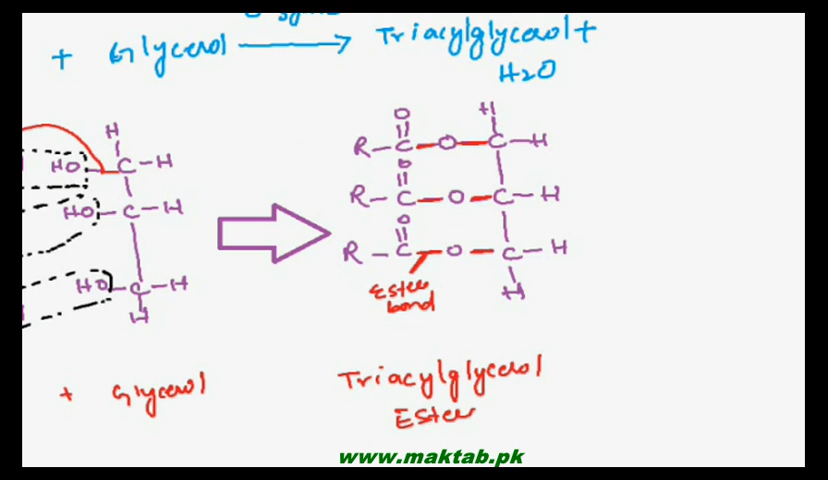 + Glycerol → Triacylglycerol +
H2O
H
HO - C - H
HO - C - H
HO - C - H
H
O H
R - C - O - C - H
O
R - C - O - C - H
O
R - C - O - C - H
H
Ester
bond
+ Glycerol
Triacylglycerol
Ester
www.maktab.pk